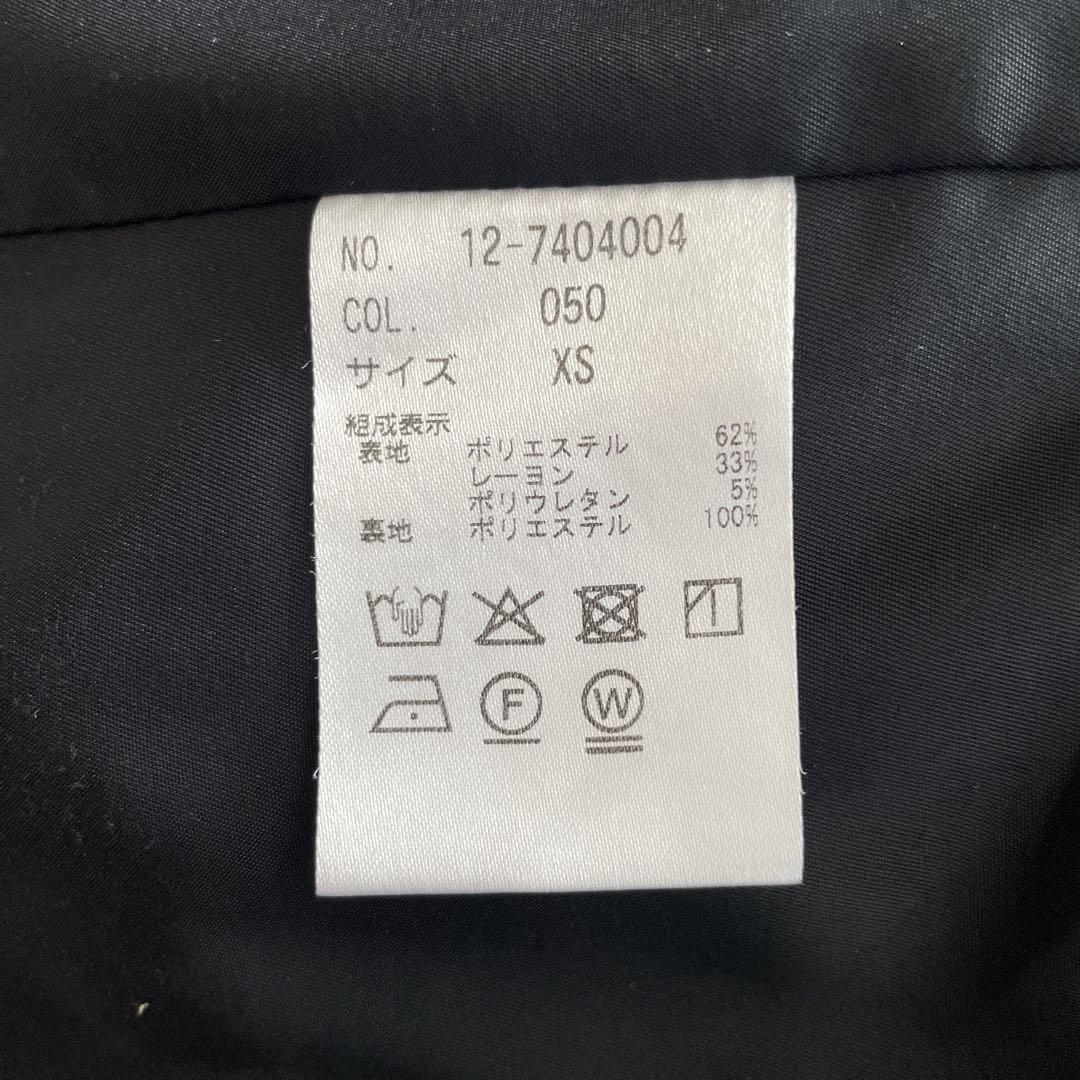 NO. 12-7404004
COL. 050
サイズ XS
組成表示
表地 ポリエステル 62%
レーヨン 33%
ポリウレタン 5%
裏地 ポリエステル 100%
F W